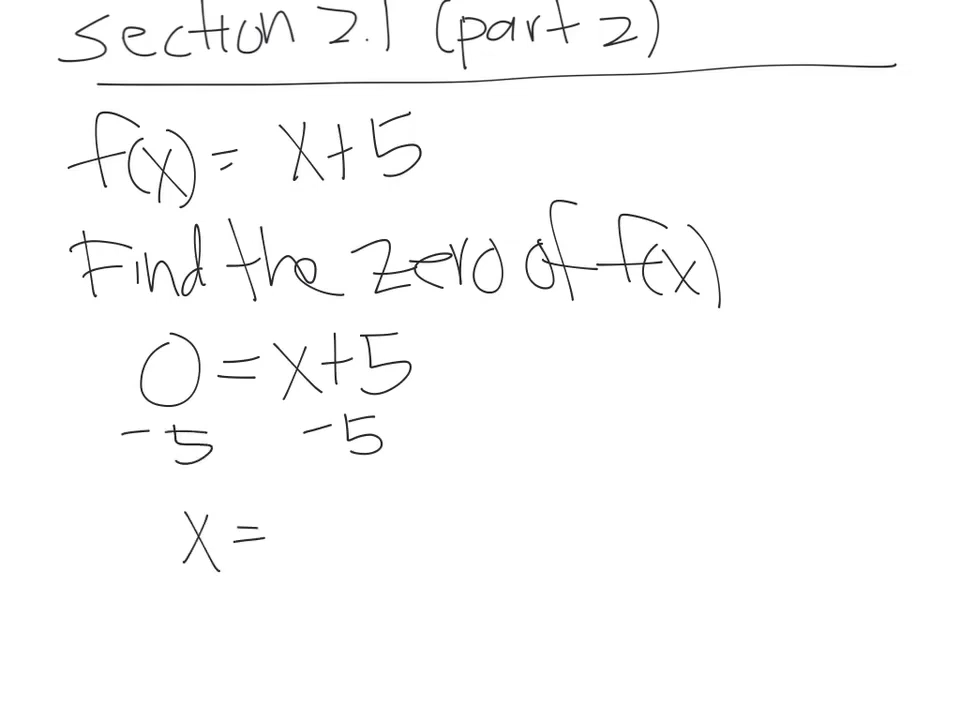 section 2.1 (part 2)
f(x) = x+5
Find the zero of f(x)
0 = x+5
-5 -5
x =